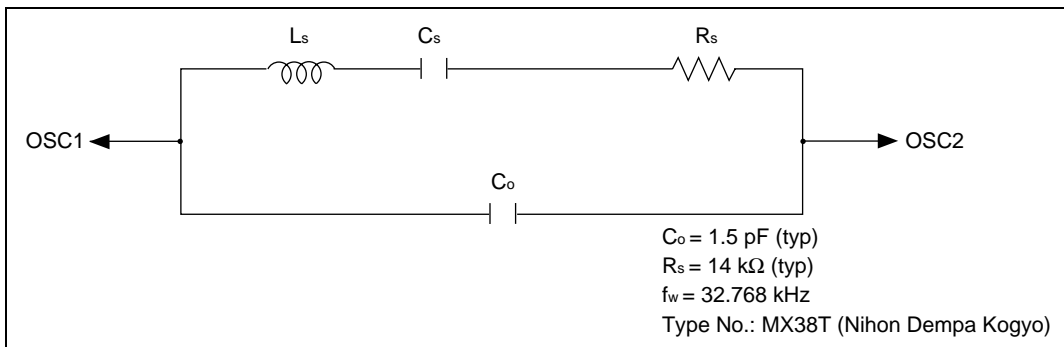 Ls
Cs
Rs
OSC1
OSC2
Co
Co = 1.5 pF (typ)
Rs = 14 kΩ (typ)
fw = 32.768 kHz
Type No.: MX38T (Nihon Dempa Kogyo)